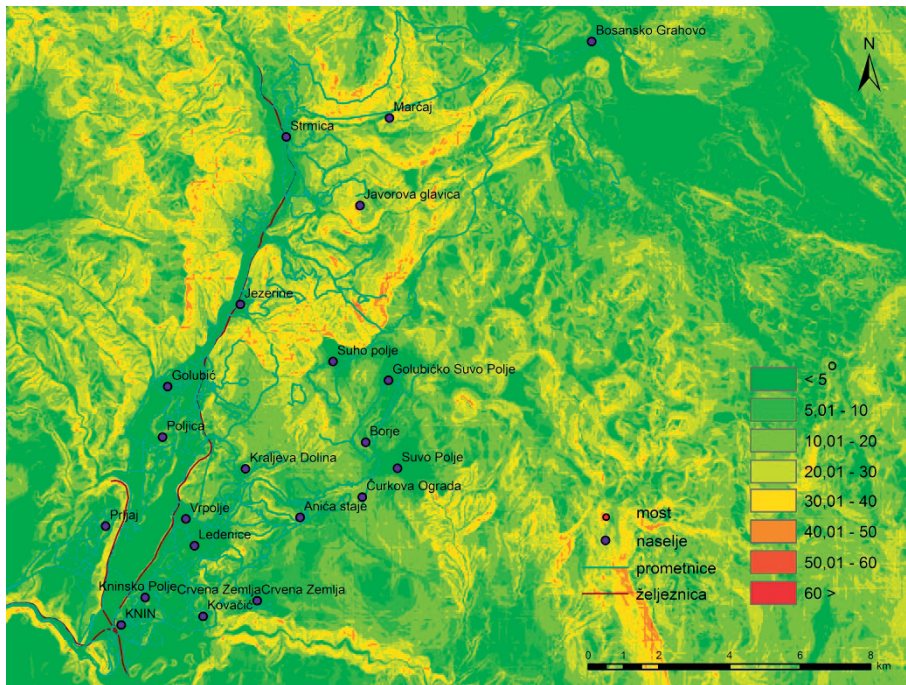 Bosansko Grahovo
N
Marčaj
Strmica
Javorova glavica
Jezerine
Suho polje
Golubić
Golubićko Suvo Polje
Poljica
Borje
Kraljeva Dolina
Suvo Polje
Čurkova Ograda
Prljaj
Vrpolje
Anića staje
Ledenice
Kninsko Polje
Crvena Zemlja
Crvena Zemlja
KNIN
Kovačić
most
naselje
prometnice
željeznica
< 5°
5,01 - 10
10,01 - 20
20,01 - 30
30,01 - 40
40,01 - 50
50,01 - 60
60 >
0 1 2 4 6 8
km